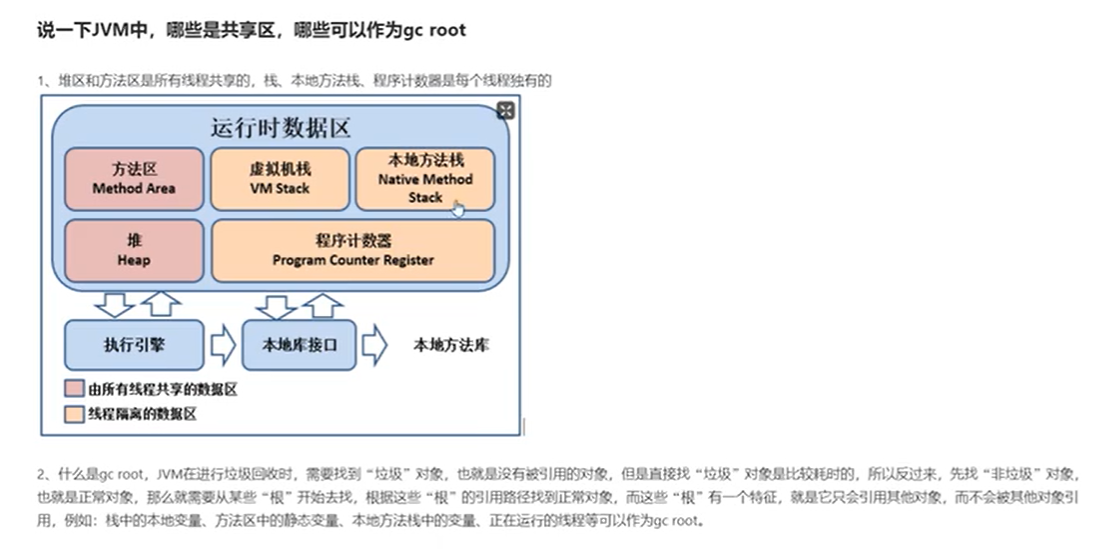 说一下JVM中，哪些是共享区，哪些可以作为gc root
1、堆区和方法区是所有线程共享的，栈、本地方法栈、程序计数器是每个线程独有的
运行时数据区
方法区
Method Area
虚拟机栈
VM Stack
本地方法栈
Native Method
Stack
堆
Heap
程序计数器
Program Counter Register
执行引擎
本地库接口
本地方法库
由所有线程共享的数据区
线程隔离的数据区
2、什么是gc root，JVM在进行垃圾回收时，需要找到“垃圾”对象，也就是没有被引用的对象，但是直接找“垃圾”对象是比较耗时的，所以反过来，先找“非垃圾”对象，
也就是正常对象，那么就需要从某些“根”开始去找，根据这些“根”的引用路径找到正常对象，而这些“根”有一个特征，就是它只会引用其他对象，而不会被其他对象引
用，例如：栈中的本地变量、方法区中的静态变量、本地方法栈中的变量、正在运行的线程等可以作为gc root。